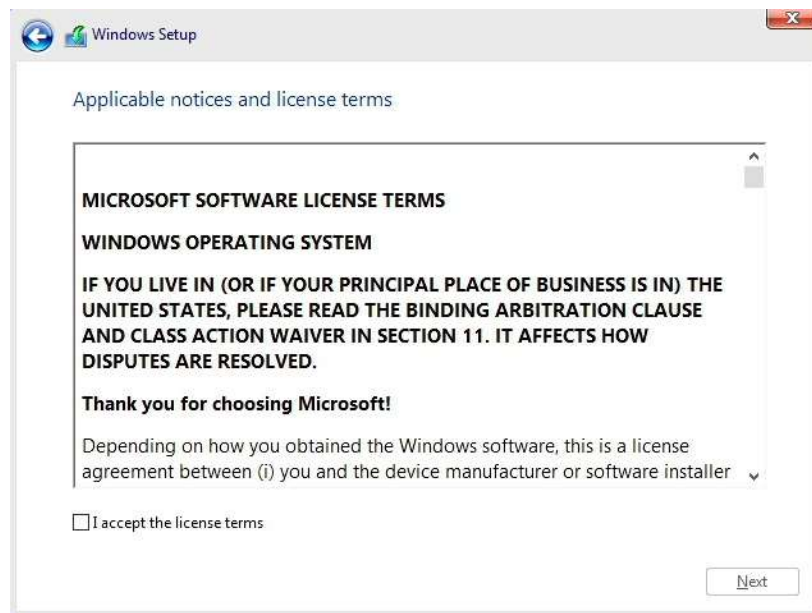 Windows Setup
Applicable notices and license terms
MICROSOFT SOFTWARE LICENSE TERMS
WINDOWS OPERATING SYSTEM
IF YOU LIVE IN (OR IF YOUR PRINCIPAL PLACE OF BUSINESS IS IN) THE
UNITED STATES, PLEASE READ THE BINDING ARBITRATION CLAUSE
AND CLASS ACTION WAIVER IN SECTION 11. IT AFFECTS HOW
DISPUTES ARE RESOLVED.
Thank you for choosing Microsoft!
Depending on how you obtained the Windows software, this is a license
agreement between (i) you and the device manufacturer or software installer
I accept the license terms
Next